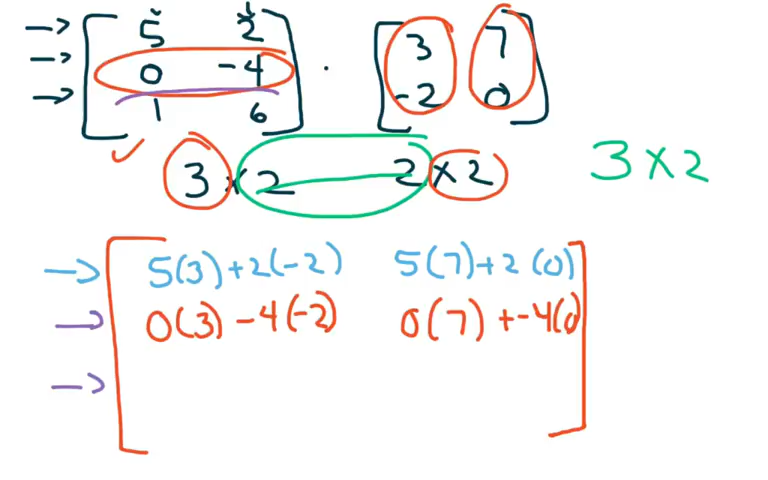 5 2 3 7
0 -4 · -2 0
1 6
3 × 2 2 × 2 3 × 2
5(3)+2(-2) 5(7)+2(0)
0(3) -4(-2) 0(7) +-4(0